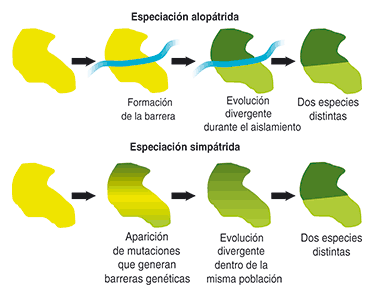 Especiación alopátrida
Formación
de la barrera
Evolución
divergente
durante el aislamiento
Dos especies
distintas
Especiación simpátrida
Aparición
de mutaciones
que generan
barreras genéticas
Evolución
divergente
dentro de la
misma población
Dos especies
distintas